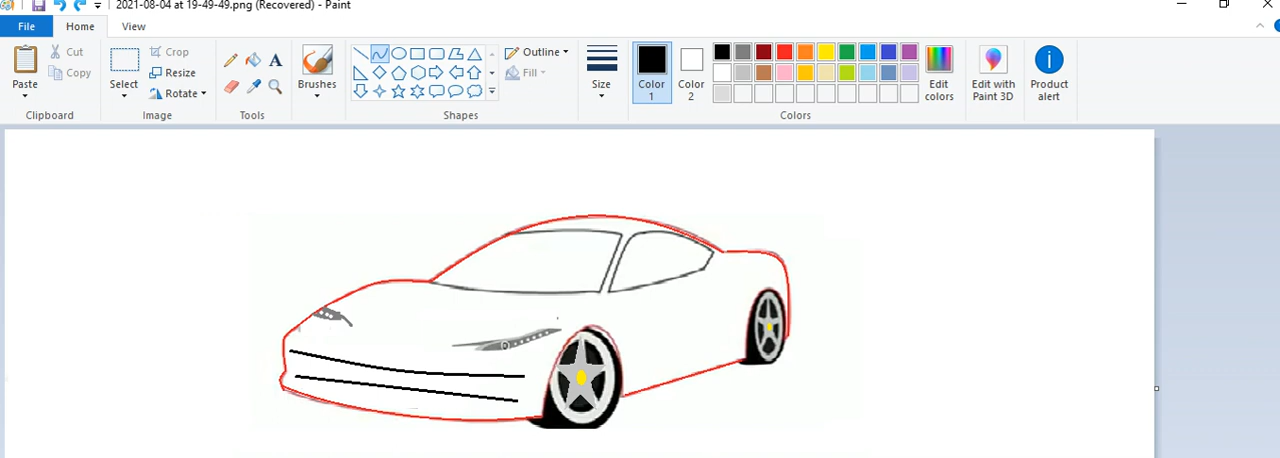 2021-08-04 at 19-49-49.png (Recovered) - Paint
File Home View
Paste
Cut
Copy
Clipboard
Select
Crop
Resize
Rotate
Image
A
Tools
Brushes
Outline
Fill
Shapes
Size
Color 1
Color 2
Edit colors
Colors
Edit with Paint 3D
Product alert